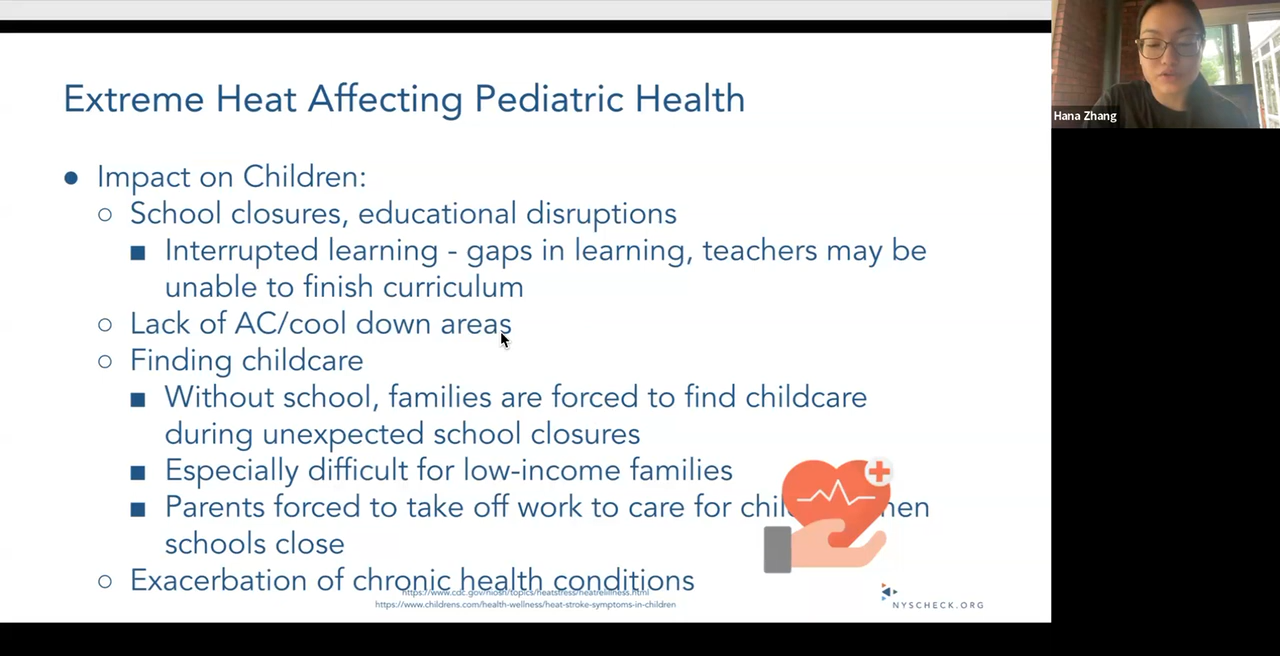 Extreme Heat Affecting Pediatric Health
Hana Zhang
● Impact on Children:
○ School closures, educational disruptions
■ Interrupted learning - gaps in learning, teachers may be
unable to finish curriculum
○ Lack of AC/cool down areas
○ Finding childcare
■ Without school, families are forced to find childcare
during unexpected school closures
■ Especially difficult for low-income families
■ Parents forced to take off work to care for
schools close
○ Exacerbation of chronic health conditions
https://www.cdc.gov/niosh/topics/heatstress/heatrelillness.html
https://www.childrens.com/health-wellness/heat-stroke-symptoms-in-children
NYSCHECK.ORG